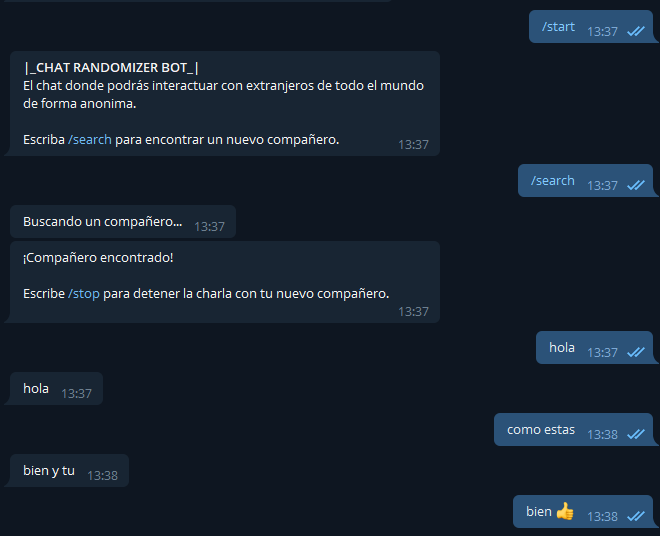 /start 13:37
|_CHAT RANDOMIZER BOT_|
El chat donde podrás interactuar con extranjeros de todo el mundo
de forma anonima.
Escriba /search para encontrar un nuevo compañero.
13:37
/search 13:37
Buscando un compañero... 13:37
¡Compañero encontrado!
Escribe /stop para detener la charla con tu nuevo compañero.
13:37
hola 13:37
hola 13:37
como estas 13:38
bien y tu 13:38
bien 👍 13:38